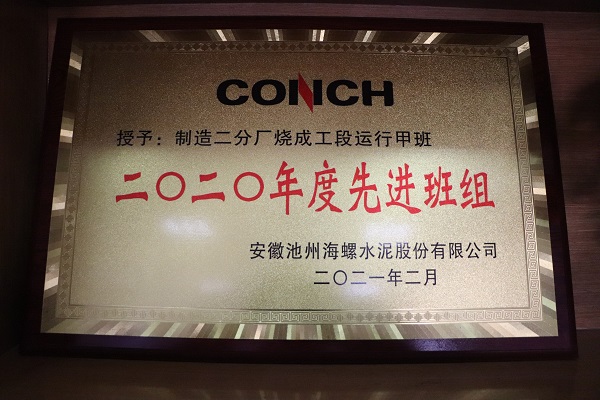 CONCH
授予：制造二分厂烧成工段运行甲班
二〇二〇年度先进班组
安徽池州海螺水泥股份有限公司
二〇二一年二月